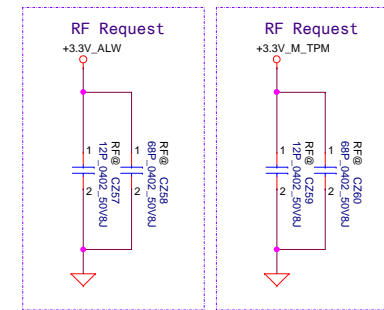 RF Request
+3.3V_ALW
1
2
RF@ CZ57
12P_0402_50V8J
1
2
RF@ CZ58
68P_0402_50V8J
RF Request
+3.3V_M_TPM
1
2
RF@ CZ59
12P_0402_50V8J
1
2
RF@ CZ60
68P_0402_50V8J